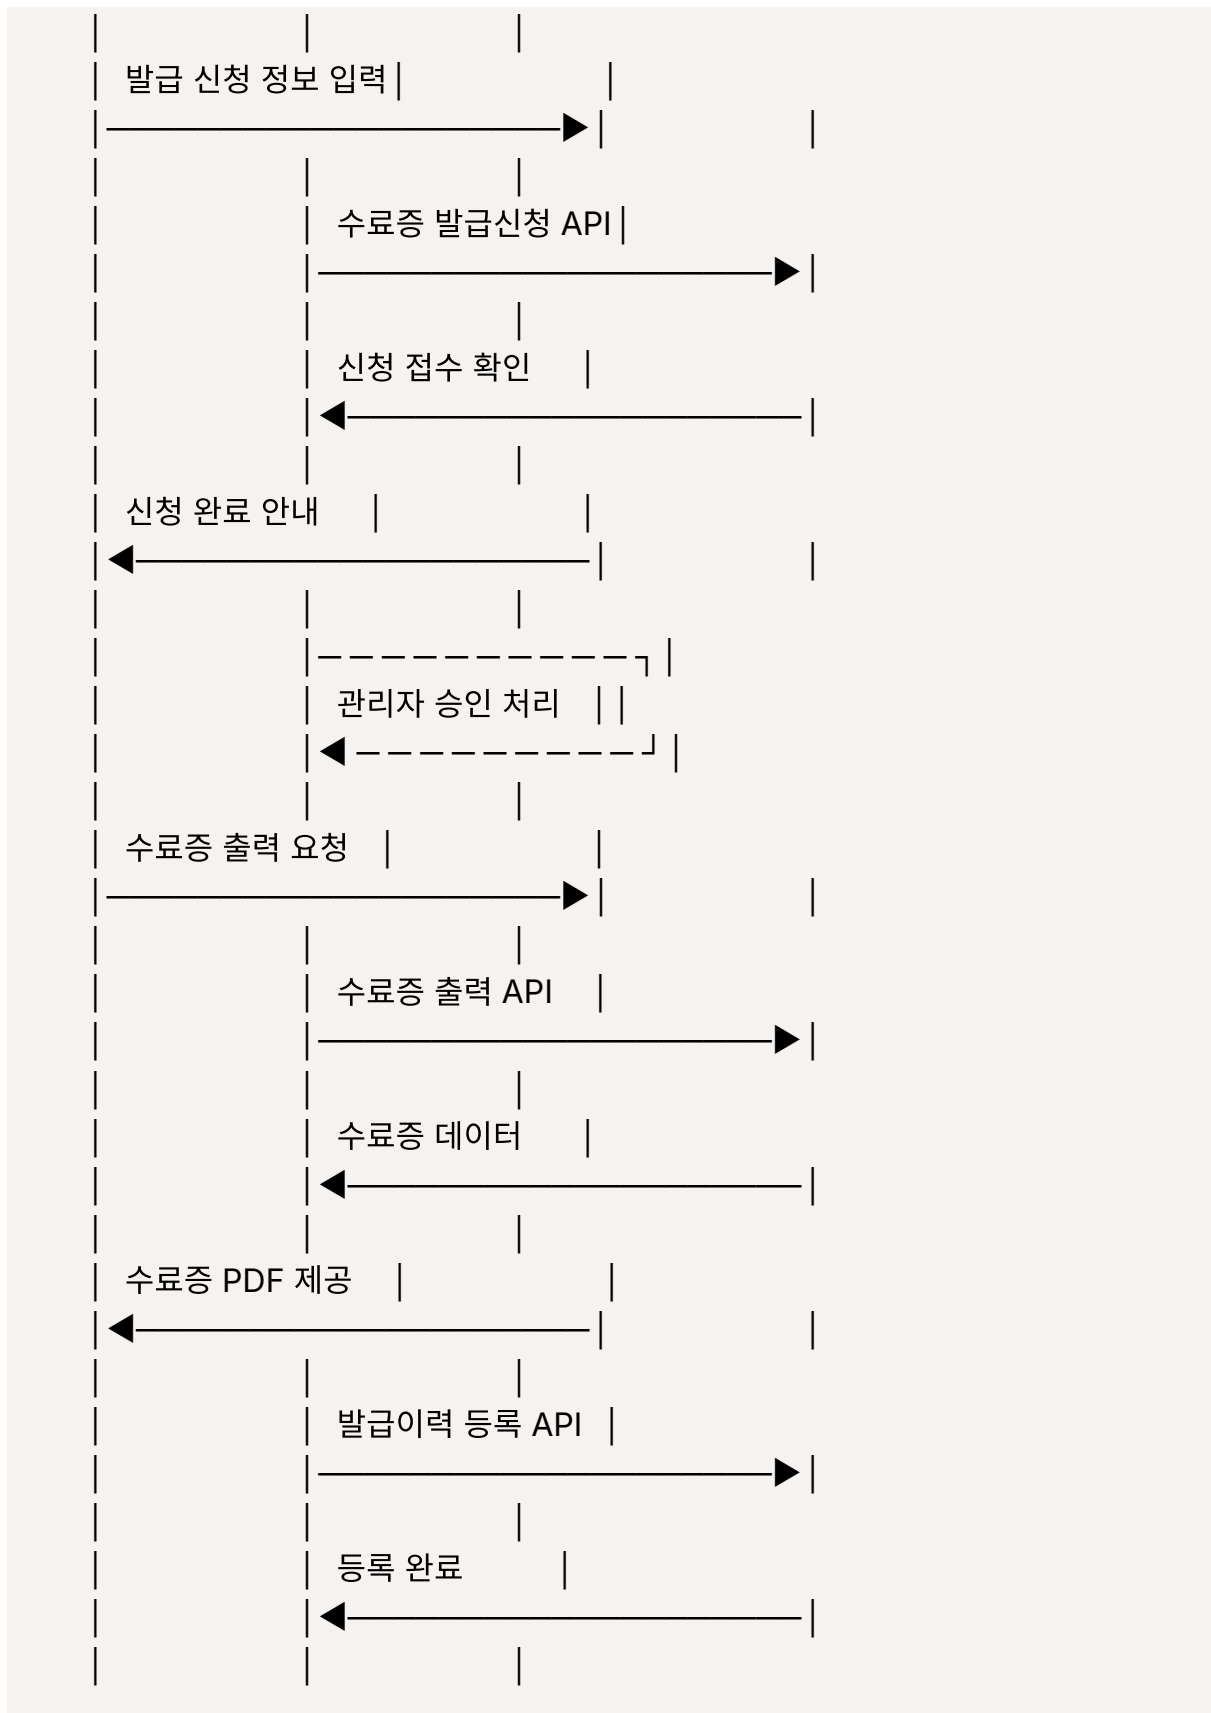 발급 신청 정보 입력
수료증 발급신청 API
신청 접수 확인
신청 완료 안내
관리자 승인 처리
수료증 출력 요청
수료증 출력 API
수료증 데이터
수료증 PDF 제공
발급이력 등록 API
등록 완료